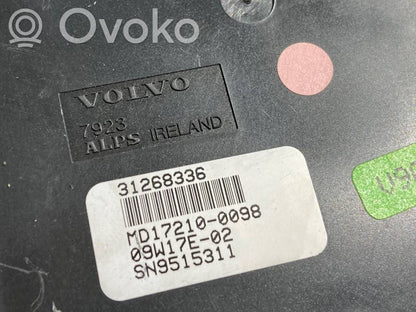 Ovoko
VOLVO
7923
ALPS IRELAND
31268336
MD17210-0098
09W17E-02
SN9515311